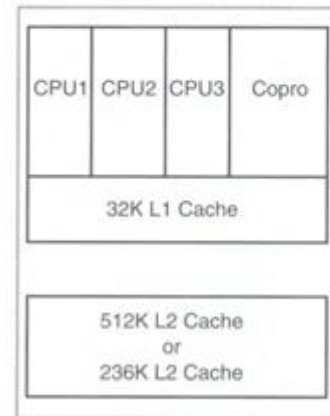 CPU1 CPU2 CPU3 Copro
32K L1 Cache
512K L2 Cache
or
236K L2 Cache